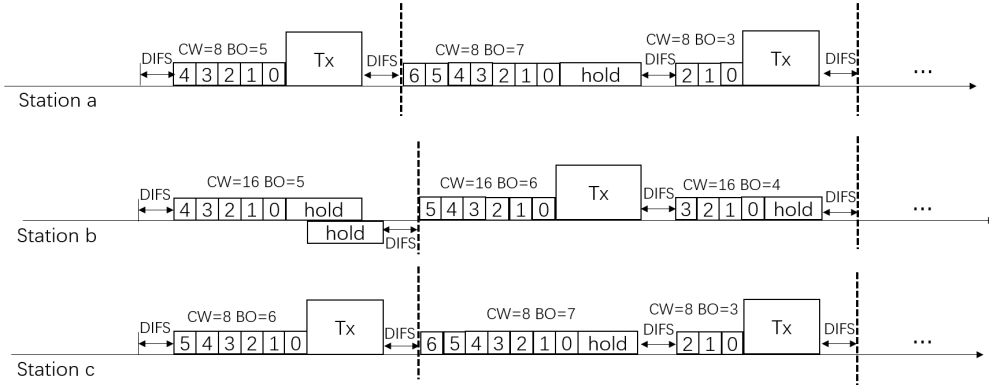 CW=8 BO=5 Tx CW=8 BO=7 CW=8 BO=3 Tx
DIFS 4 3 2 1 0 DIFS 6 5 4 3 2 1 0 hold DIFS 2 1 0 DIFS ...
Station a
CW=16 BO=5 CW=16 BO=6 Tx CW=16 BO=4
DIFS 4 3 2 1 0 hold 5 4 3 2 1 0 DIFS 3 2 1 0 hold DIFS ...
Station b hold DIFS
CW=8 BO=6 Tx CW=8 BO=7 CW=8 BO=3 Tx
DIFS 5 4 3 2 1 0 DIFS 6 5 4 3 2 1 0 hold DIFS 2 1 0 DIFS ...
Station c